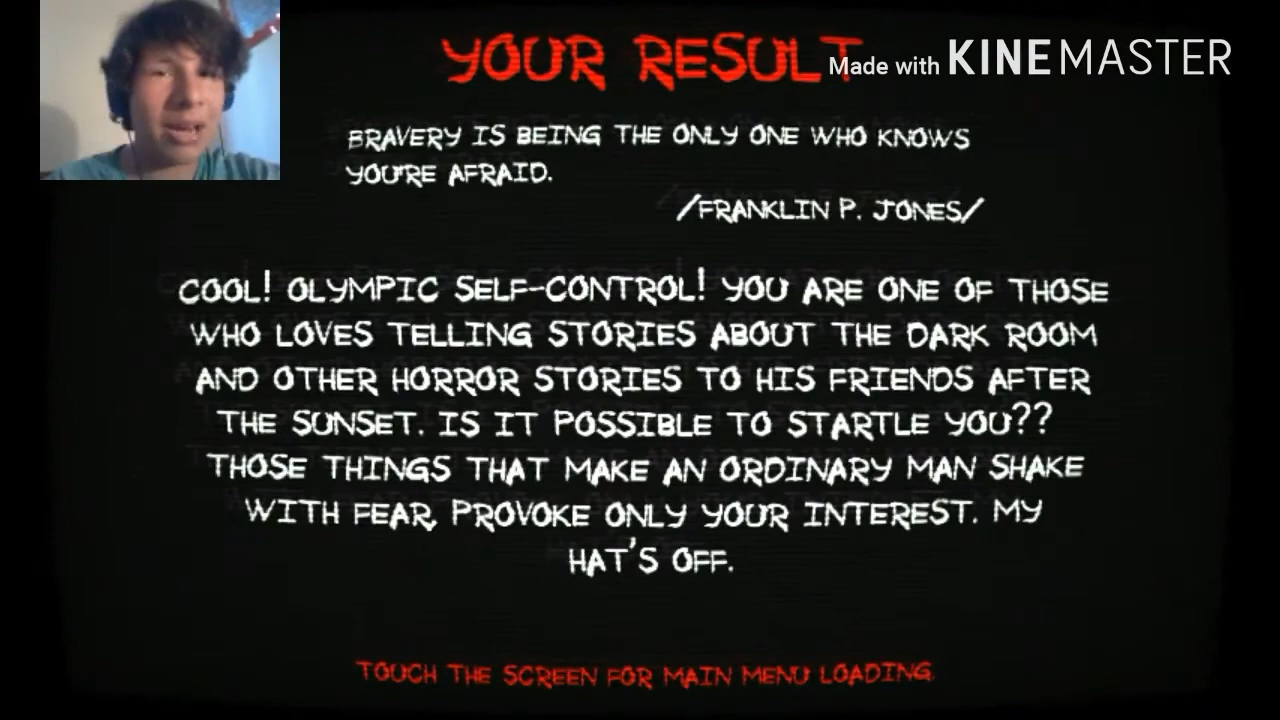 YOUR RESULT
Made with KINEMASTER
BRAVERY IS BEING THE ONLY ONE WHO KNOWS
YOU'RE AFRAID.
/FRANKLIN P. JONES/
COOL! OLYMPIC SELF-CONTROL! YOU ARE ONE OF THOSE
WHO LOVES TELLING STORIES ABOUT THE DARK ROOM
AND OTHER HORROR STORIES TO HIS FRIENDS AFTER
THE SUNSET. IS IT POSSIBLE TO STARTLE YOU??
THOSE THINGS THAT MAKE AN ORDINARY MAN SHAKE
WITH FEAR, PROVOKE ONLY YOUR INTEREST. MY
HAT'S OFF.
TOUCH THE SCREEN FOR MAIN MENU LOADING.